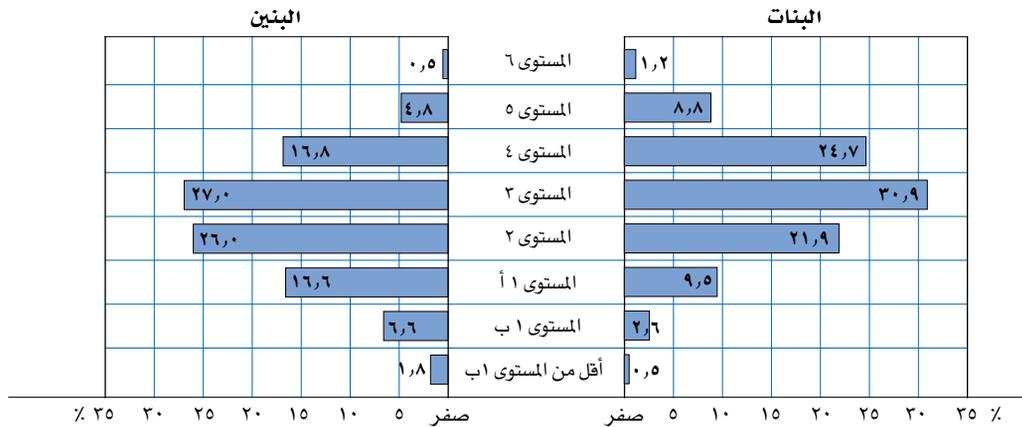 البنات
البنين
١,٢ المستوى ٦ ٠,٥
٨,٨ المستوى ٥ ٤,٨
٢٤,٧ المستوى ٤ ١٦,٨
٣٠,٩ المستوى ٣ ٢٧,٠
٢١,٩ المستوى ٢ ٢٦,٠
٩,٥ المستوى ١ أ ١٦,٦
٢,٦ المستوى ١ ب ٦,٦
٠,٥ أقل من المستوى ١ب ١,٨
٪ ٣٥ ٣٠ ٢٥ ٢٠ ١٥ ١٠ ٥ صفر
صفر ٥ ١٠ ١٥ ٢٠ ٢٥ ٣٠ ٣٥ ٪